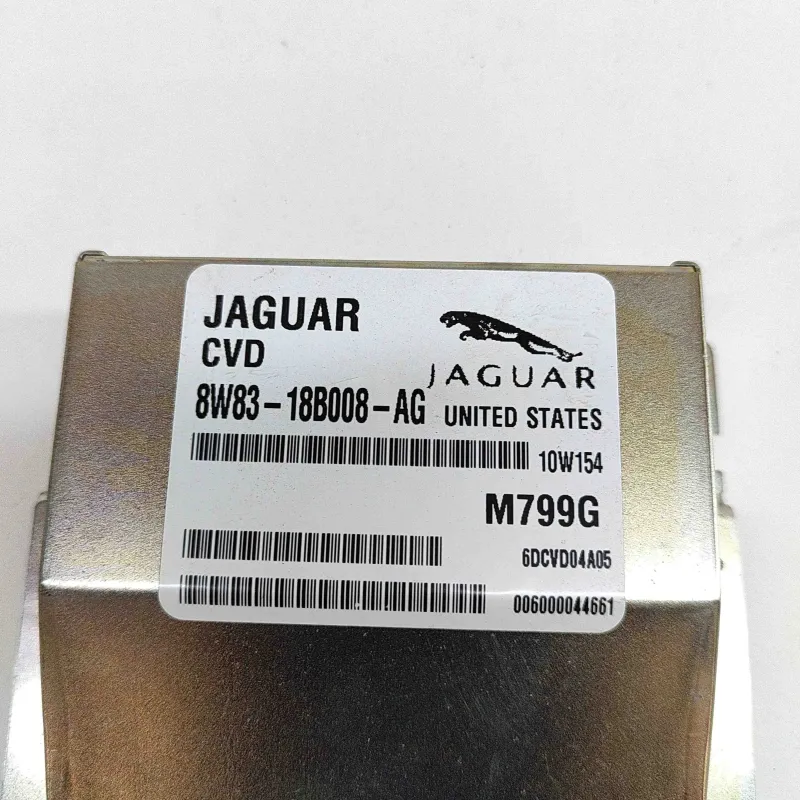 JAGUAR
CVD
JAGUAR
8W83-18B008-AG UNITED STATES
10W154
M799G
6DCVD04A05
006000044661